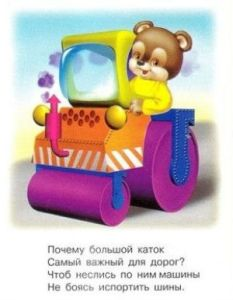 Почему большой каток
Самый важный для дорог?
Чтоб неслись по ним машины
Не боясь испортить шины.